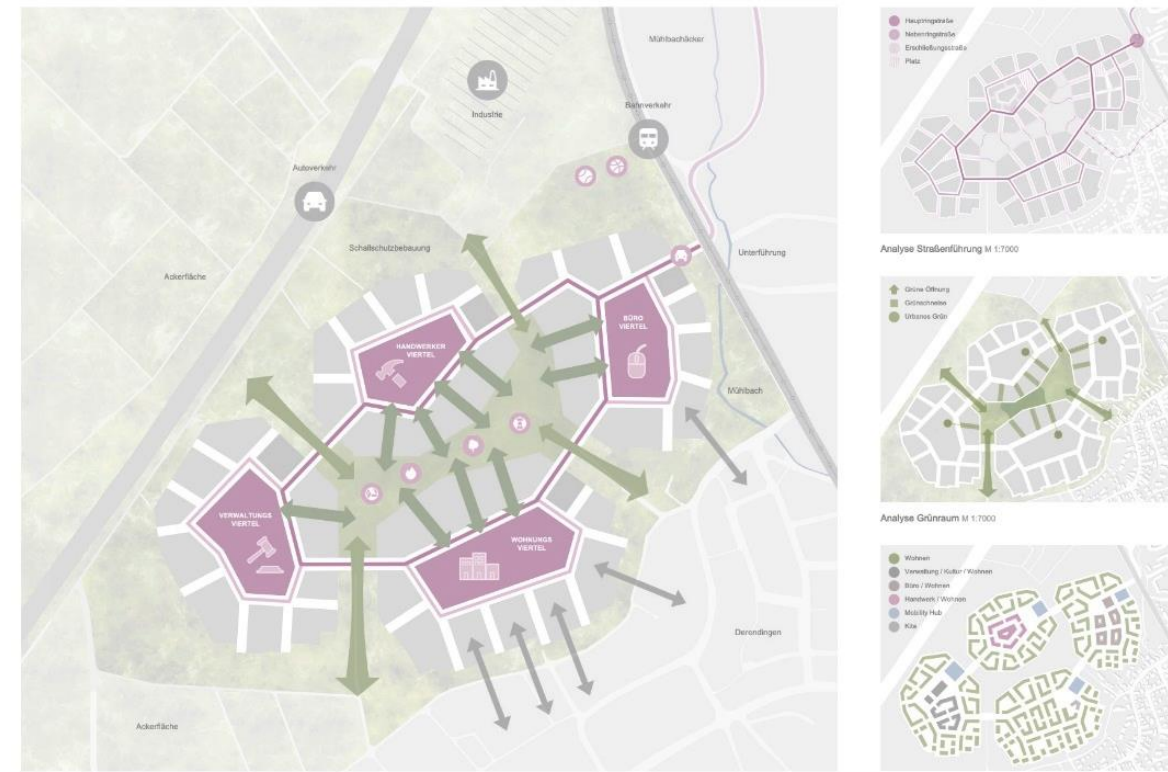 Mühlbachäcker
Industrie
Bahnverkehr
Autoverkehr
Schallschutzbebauung
Unterführung
Ackerfläche
BÜRO
VIERTEL
HANDWERKER
VIERTEL
Mühlbach
VERWALTUNGS
VIERTEL
WOHNUNGS
VIERTEL
Derendingen
Ackerfläche
Hauptringstraße
Nebenringstraße
Erschließungsstraße
Platz
Analyse Straßenführung M 1:7000
Grüne Öffnung
Grünschneise
Urbanes Grün
Analyse Grünraum M 1:7000
Wohnen
Verwaltung / Kultur / Wohnen
Büro / Wohnen
Handwerk / Wohnen
Mobility Hub
Kita